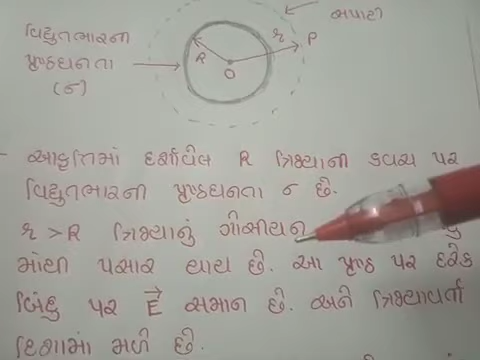 સપાટી
વિદ્યુતભારની
પૃષ્ઠઘનતા
(σ)
R
O
r
P
- આકૃતિમાં દર્શાવેલ R ત્રિજ્યાની કવચ પર
વિદ્યુતભારની પૃષ્ઠઘનતા σ છે.
r > R ત્રિજ્યાનું ગૌસીયન
માંથી પસાર થાય છે. આ પૃષ્ઠ પર દરેક
બિંદુ પર E⃗ સમાન છે. અને ત્રિજ્યાવર્તી
દિશામાં મળે છે.